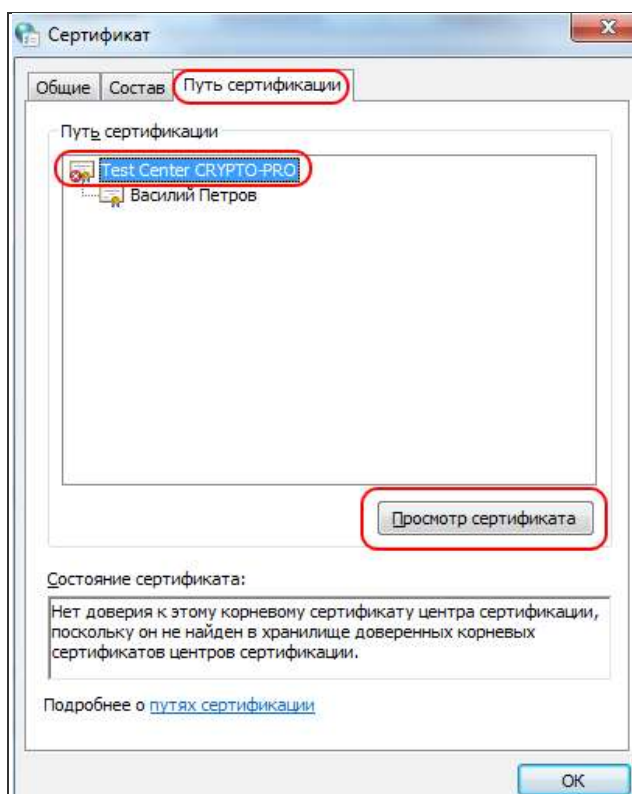 Сертификат
Общие Состав Путь сертификации
Путь сертификации
Test Center CRYPTO-PRO
Василий Петров
Просмотр сертификата
Состояние сертификата:
Нет доверия к этому корневому сертификату центра сертификации,
поскольку он не найден в хранилище доверенных корневых
сертификатов центров сертификации.
Подробнее о путях сертификации
ОК